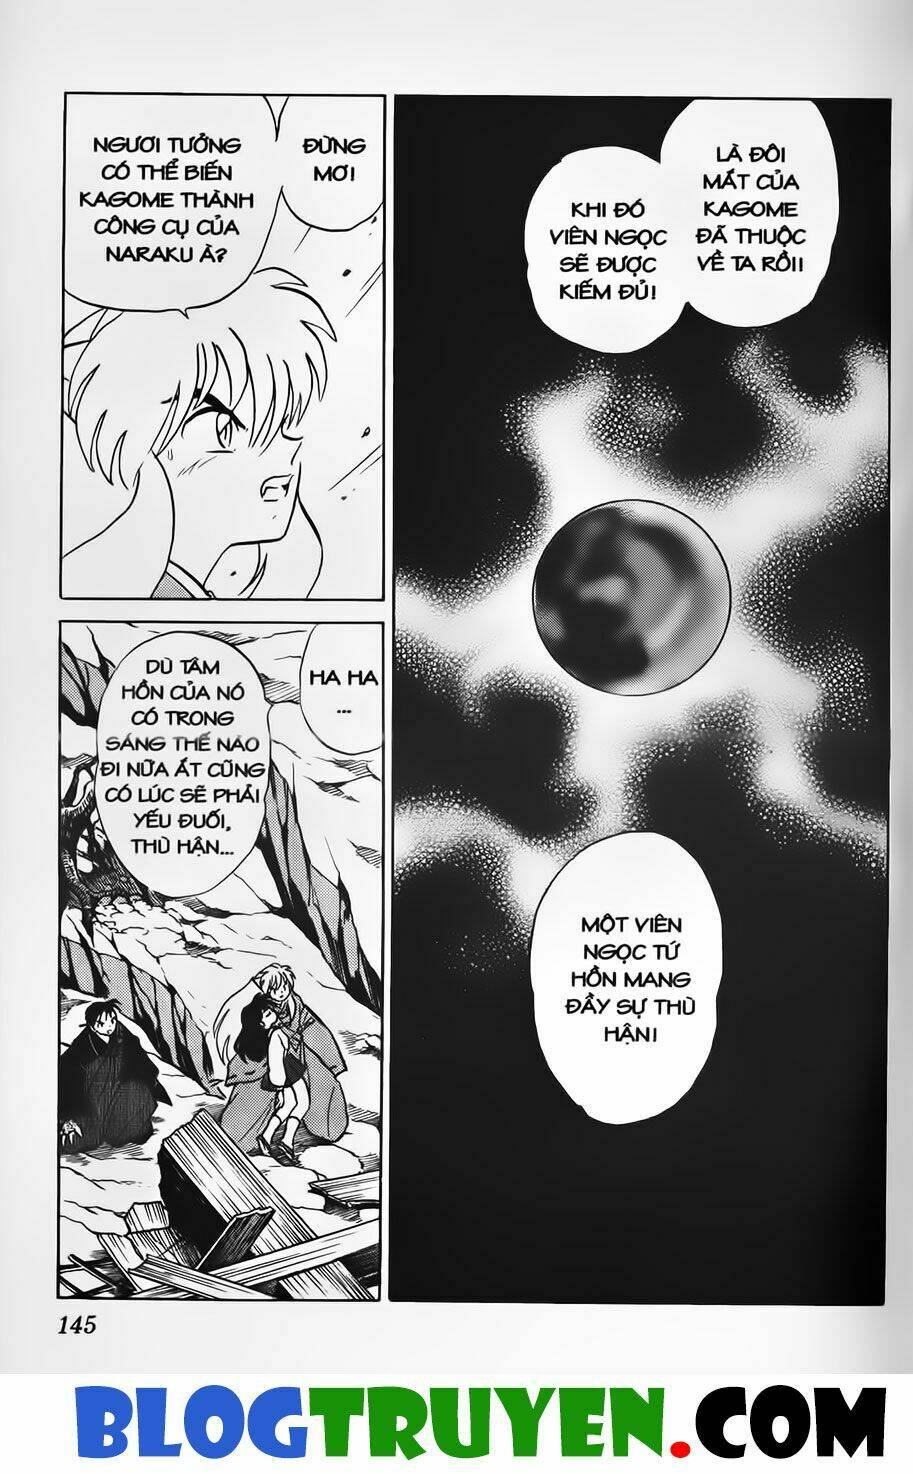 LÀ ĐÔI
MẮT CỦA
KAGOME
ĐÃ THUỘC
VỀ TA RỒI!
KHI ĐÓ
VIÊN NGỌC
SẼ ĐƯỢC
KIẾM ĐỦ!
MỘT VIÊN
NGỌC TỨ
HỒN MANG
ĐẦY SỰ THÙ
HẬN!
ĐỪNG
MƠ!
NGƯƠI TƯỞNG
CÓ THỂ BIẾN
KAGOME THÀNH
CÔNG CỤ CỦA
NARAKU À?
HA HA
...
DÙ TÂM
HỒN CỦA NÓ
CÓ TRONG
SÁNG THẾ NÀO
ĐI NỮA ẮT CŨNG
CÓ LÚC SẼ PHẢI
YẾU ĐUỐI,
THÙ HẬN...
145
BLOGTRUYEN.COM